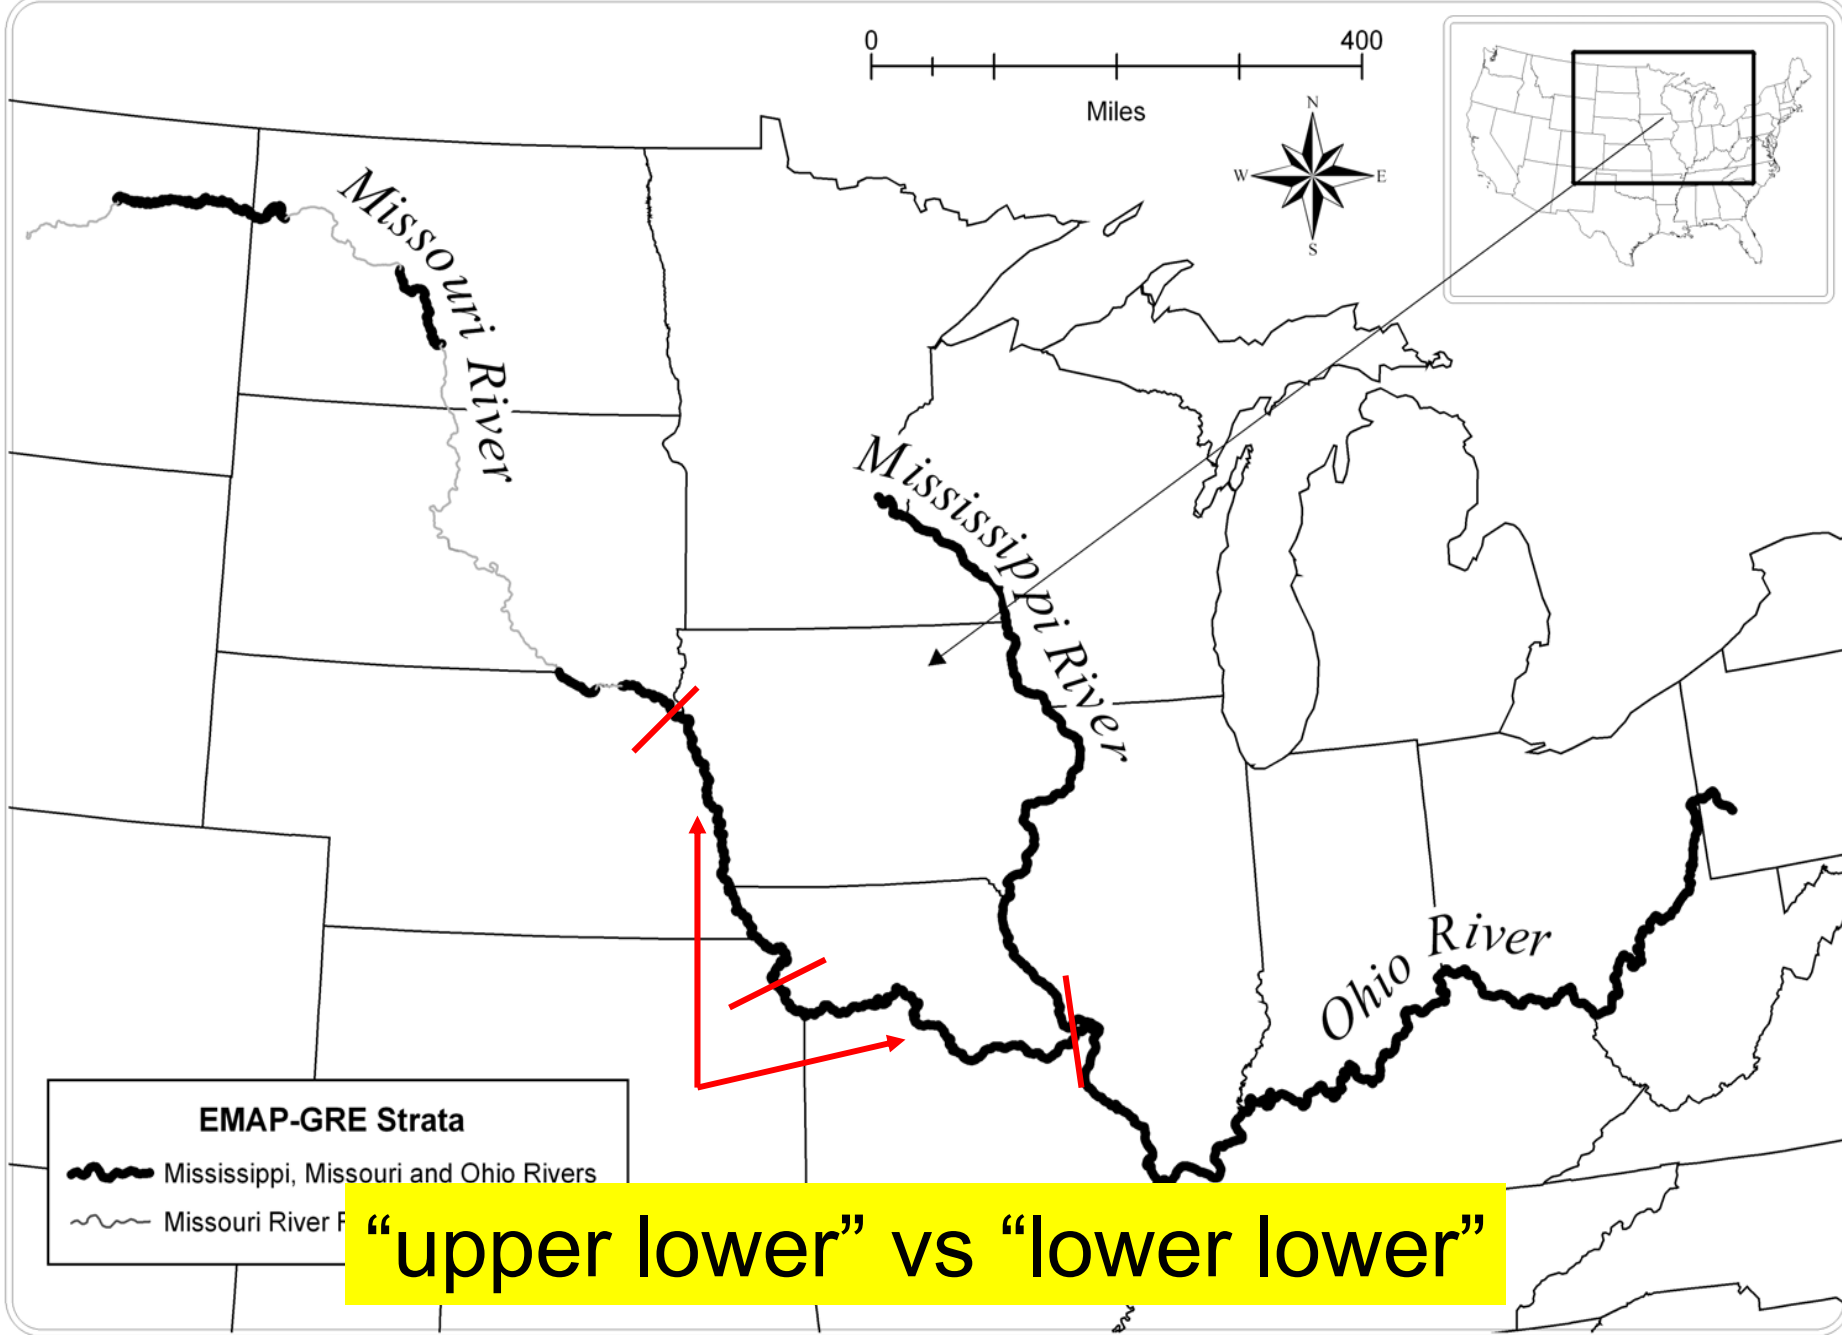 0 400
Miles
N
W E
S
Missouri River
Mississippi River
Ohio River
EMAP-GRE Strata
Mississippi, Missouri and Ohio Rivers
Missouri River
“upper lower” vs “lower lower”